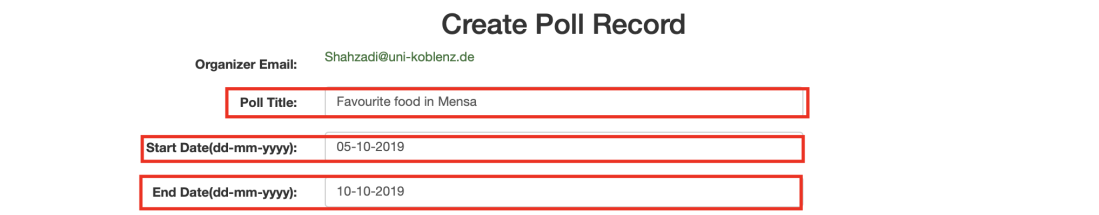 Create Poll Record
Organizer Email: Shahzadi@uni-koblenz.de
Poll Title: Favourite food in Mensa
Start Date(dd-mm-yyyy): 05-10-2019
End Date(dd-mm-yyyy): 10-10-2019